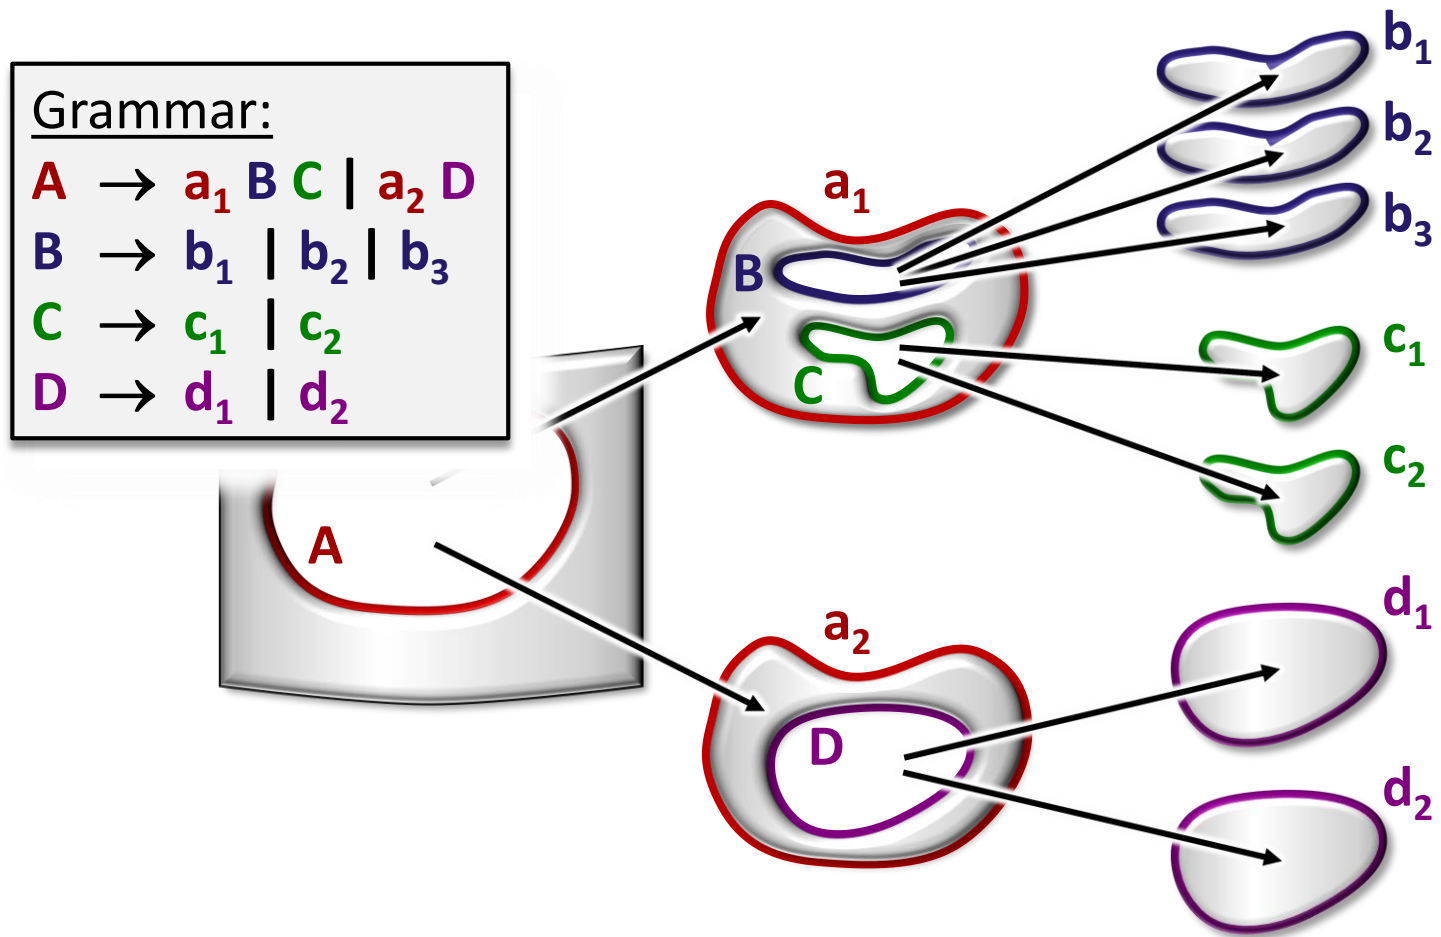 Grammar:
A → a₁ B C | a₂ D
B → b₁ | b₂ | b₃
C → c₁ | c₂
D → d₁ | d₂
A
a₁
B
C
a₂
D
b₁
b₂
b₃
c₁
c₂
d₁
d₂